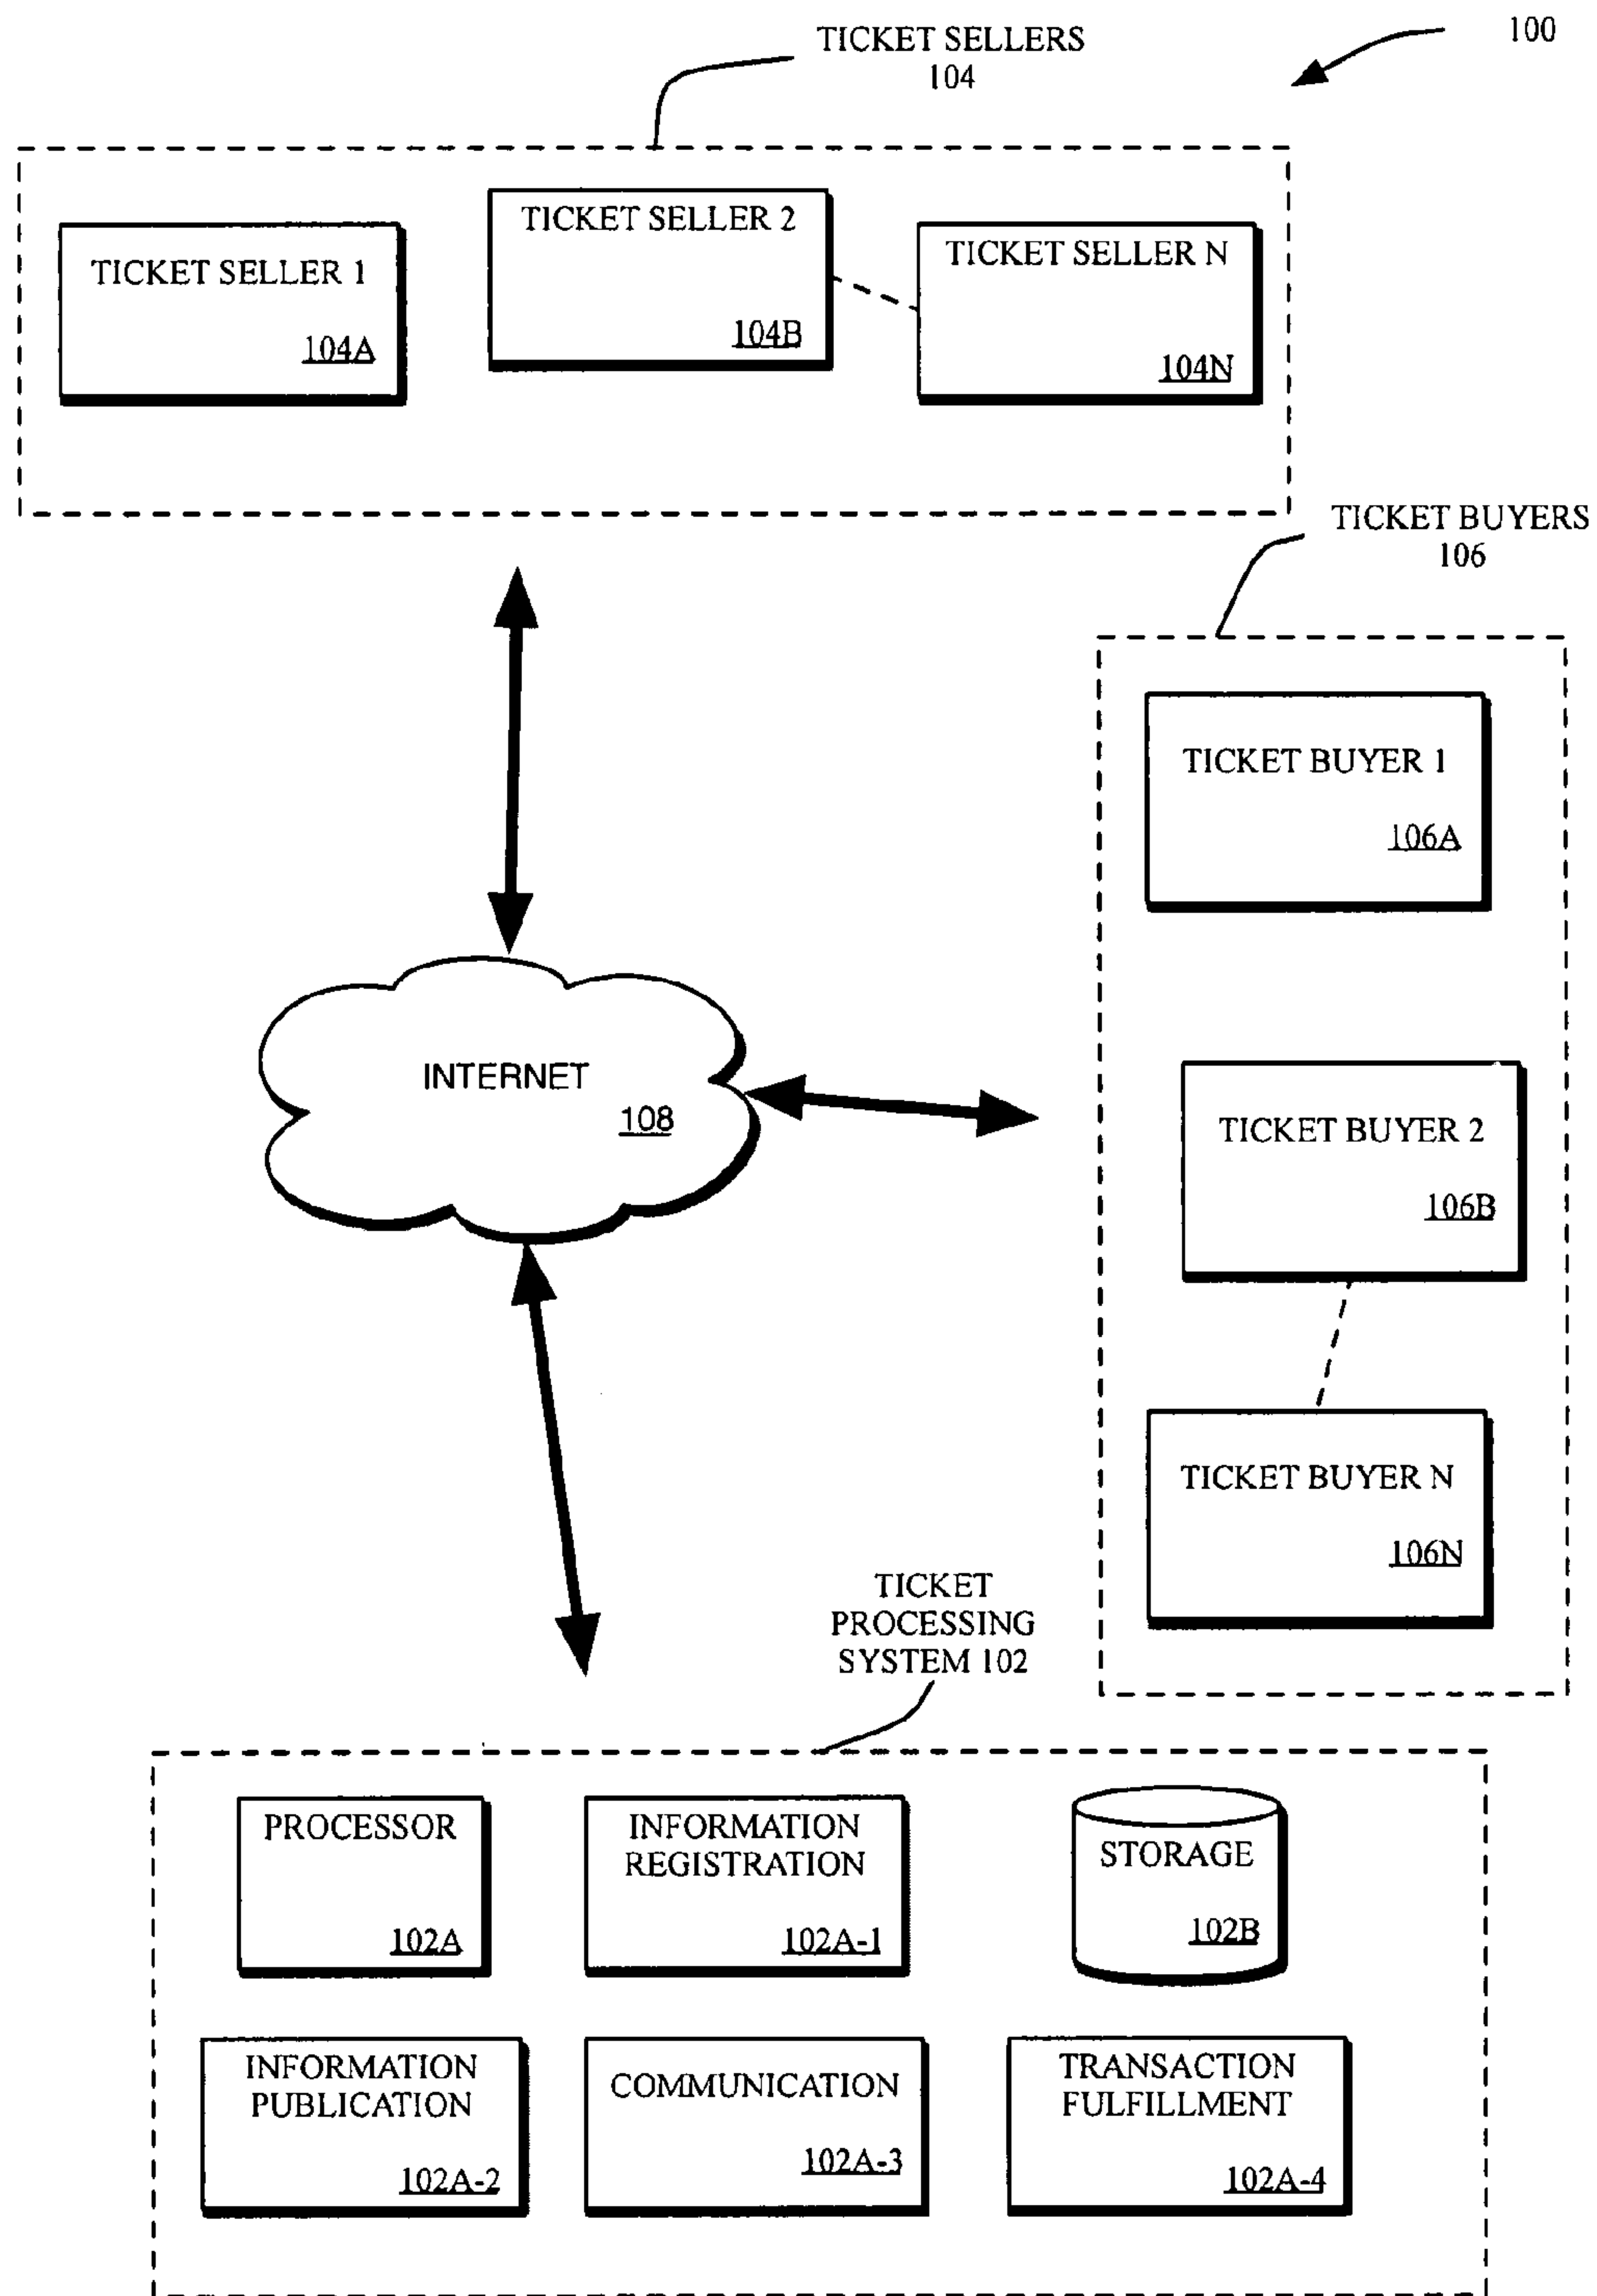 TICKET SELLERS
104
100
TICKET SELLER 1
104A
TICKET SELLER 2
104B
TICKET SELLER N
104N
TICKET BUYERS
106
TICKET BUYER 1
106A
INTERNET
108
TICKET BUYER 2
106B
TICKET BUYER N
106N
TICKET
PROCESSING
SYSTEM 102
PROCESSOR
102A
INFORMATION
REGISTRATION
102A-1
STORAGE
102B
INFORMATION
PUBLICATION
102A-2
COMMUNICATION
102A-3
TRANSACTION
FULFILLMENT
102A-4